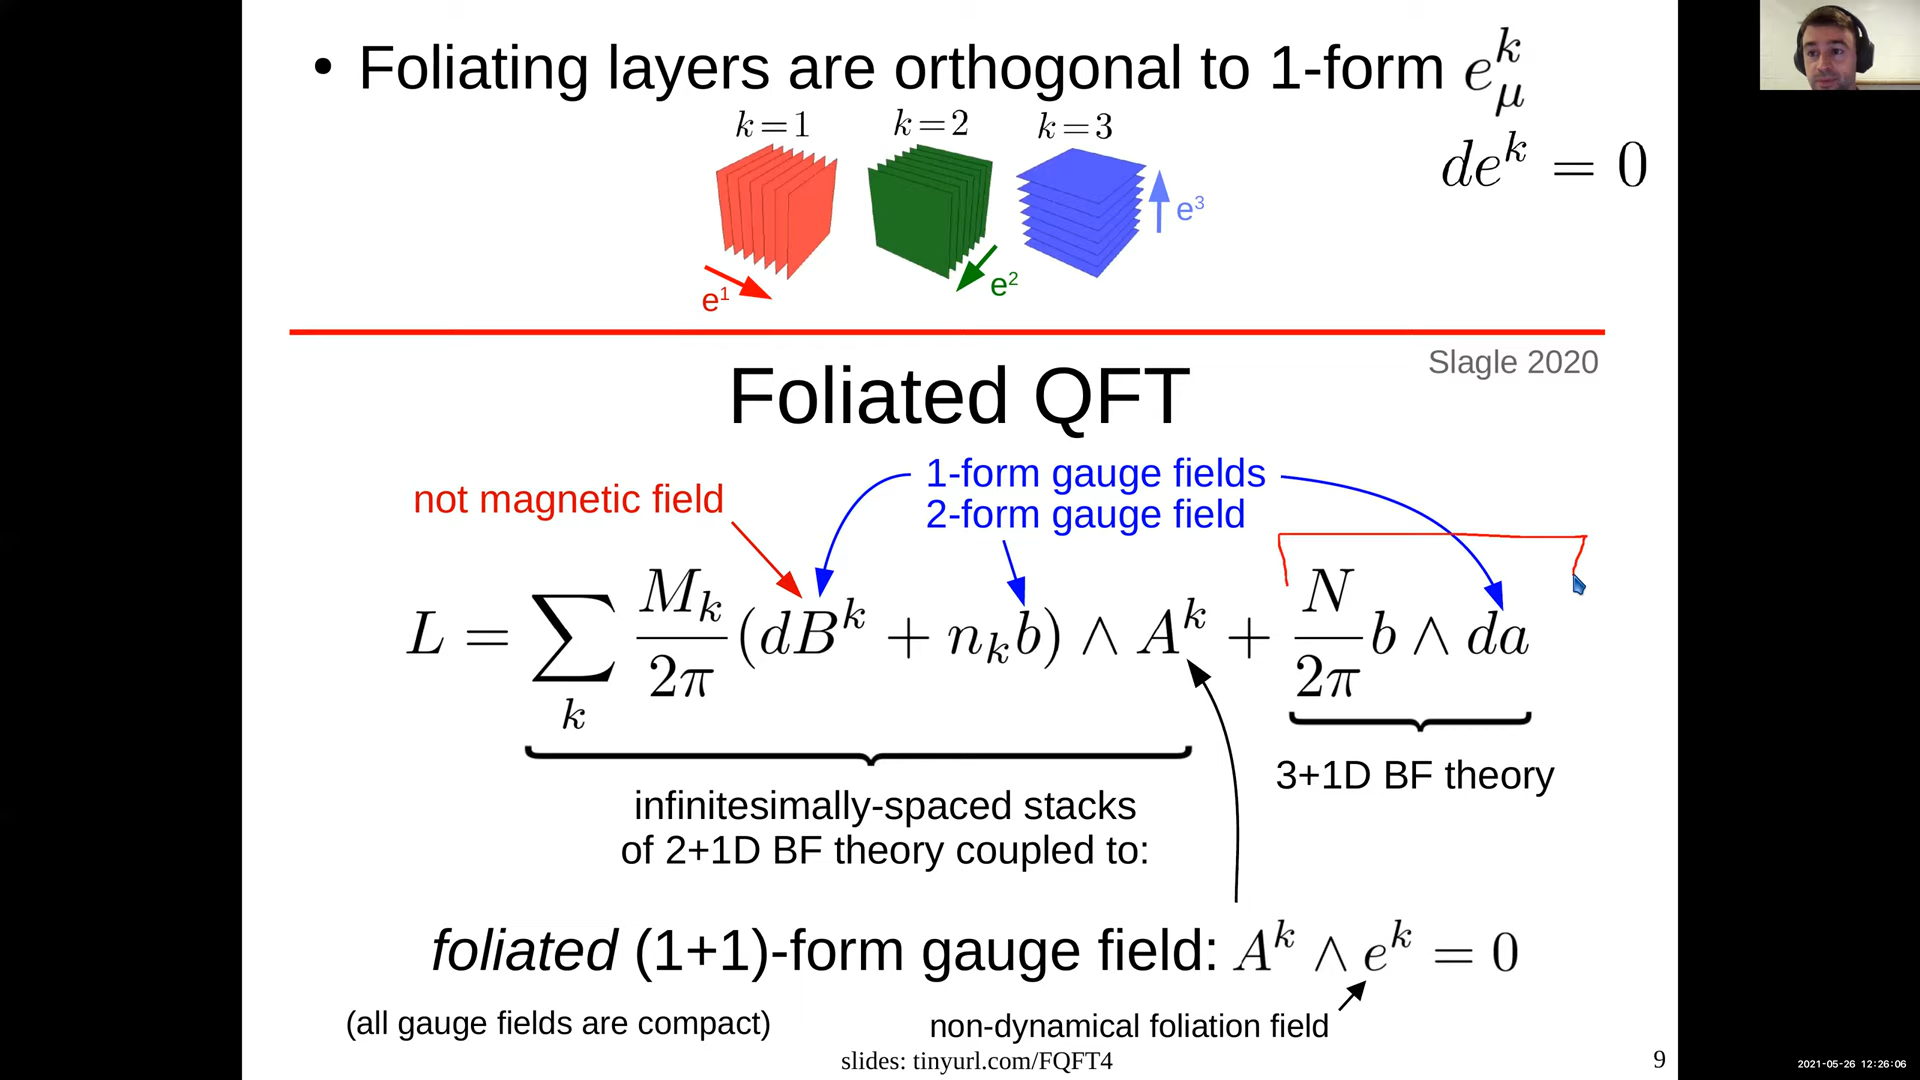 • Foliating layers are orthogonal to 1-form e^k_μ
k=1 k=2 k=3
de^k = 0
e³
e²
e¹
Slagle 2020
Foliated QFT
1-form gauge fields
not magnetic field
2-form gauge field
L = ∑_k M_k/2π (dB^k + n_k b) ∧ A^k + N/2π b ∧ da
3+1D BF theory
infinitesimally-spaced stacks
of 2+1D BF theory coupled to:
foliated (1+1)-form gauge field: A^k ∧ e^k = 0
(all gauge fields are compact)
non-dynamical foliation field
slides: tinyurl.com/FQFT4
9
2021-05-26 12:26:06